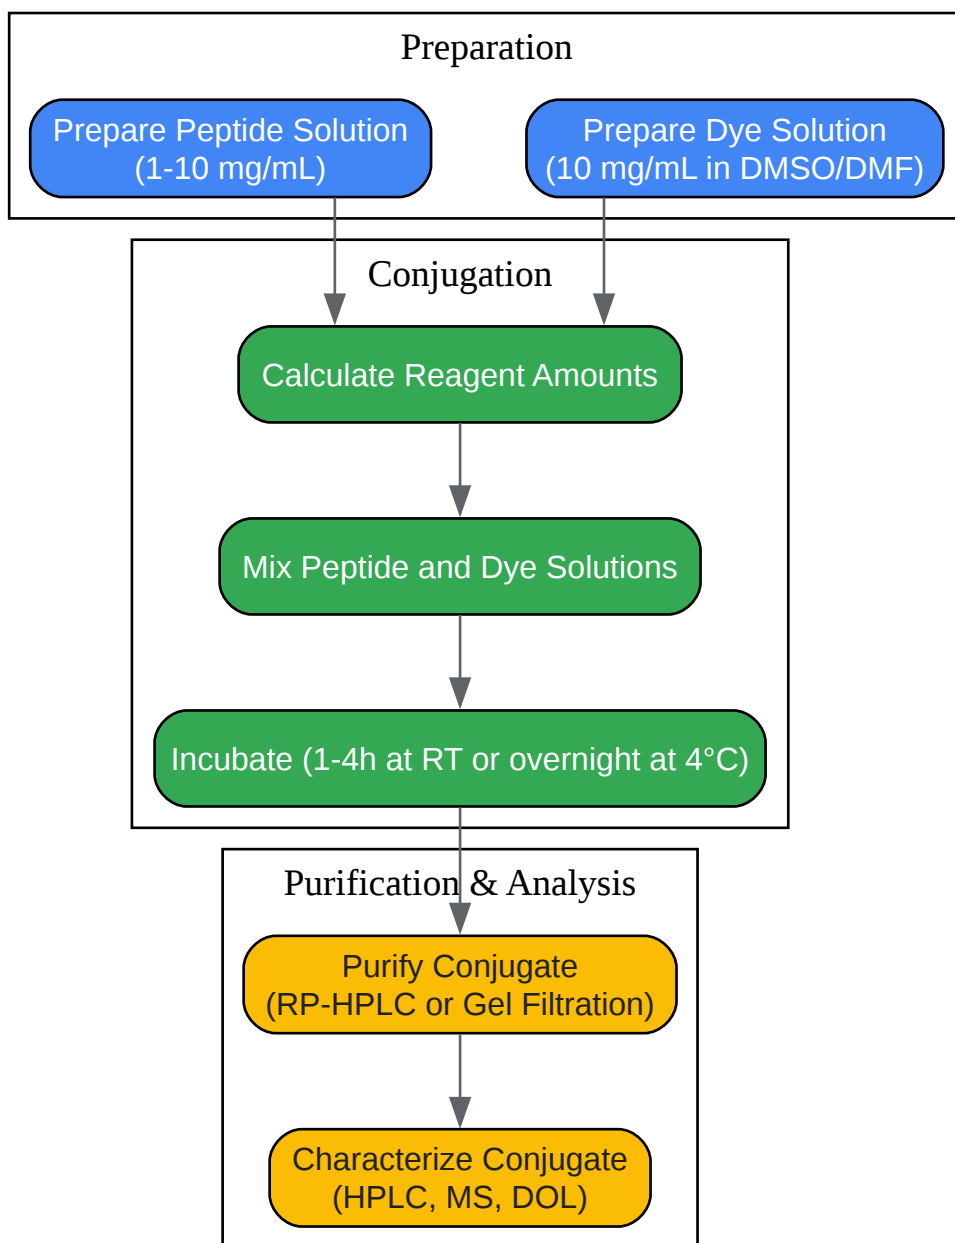 Preparation
Prepare Peptide Solution
(1-10 mg/mL)
Prepare Dye Solution
(10 mg/mL in DMSO/DMF)
Conjugation
Calculate Reagent Amounts
Mix Peptide and Dye Solutions
Incubate (1-4h at RT or overnight at 4°C)
Purification & Analysis
Purify Conjugate
(RP-HPLC or Gel Filtration)
Characterize Conjugate
(HPLC, MS, DOL)